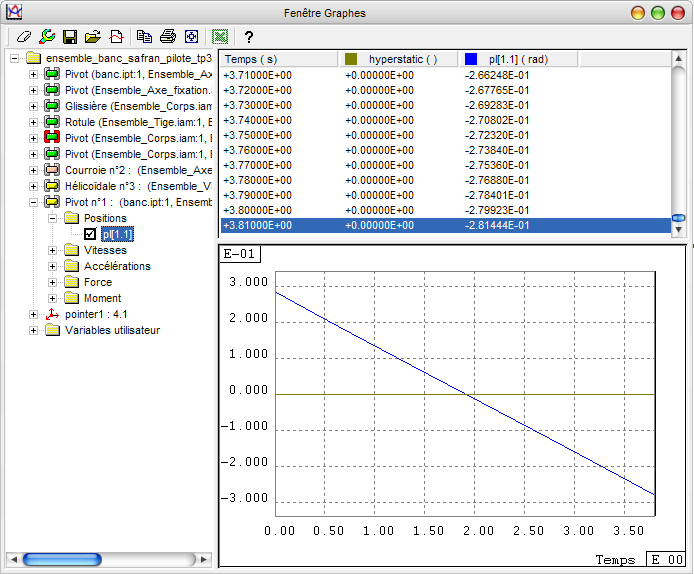 Fenêtre Graphes
?
ensemble_banc_safran_pilote_tp3
Pivot (banc.ipt:1, Ensemble_Ax
Pivot (Ensemble_Axe_fixation.
Glissière (Ensemble_Corps.iam
Rotule (Ensemble_Tige.iam:1, E
Pivot (Ensemble_Corps.iam:1, E
Pivot (Ensemble_Corps.iam:1, E
Courroie n°2 : (Ensemble_Axe
Hélicoïdale n°3 : (Ensemble_V
Pivot n°1 : (banc.ipt:1, Ensemb
Positions
pl[1.1]
Vitesses
Accélérations
Force
Moment
pointer1 : 4.1
Variables utilisateur
Temps ( s) hyperstatic ( ) pl[1.1] ( rad)
+3.71000E+00 +0.00000E+00 -2.66248E-01
+3.72000E+00 +0.00000E+00 -2.67765E-01
+3.73000E+00 +0.00000E+00 -2.69283E-01
+3.74000E+00 +0.00000E+00 -2.70802E-01
+3.75000E+00 +0.00000E+00 -2.72320E-01
+3.76000E+00 +0.00000E+00 -2.73840E-01
+3.77000E+00 +0.00000E+00 -2.75360E-01
+3.78000E+00 +0.00000E+00 -2.76880E-01
+3.79000E+00 +0.00000E+00 -2.78401E-01
+3.80000E+00 +0.00000E+00 -2.79923E-01
+3.81000E+00 +0.00000E+00 -2.81444E-01
E-01
3.000
2.000
1.000
0.000
-1.000
-2.000
-3.000
0.00 0.50 1.00 1.50 2.00 2.50 3.00 3.50
Temps E 00